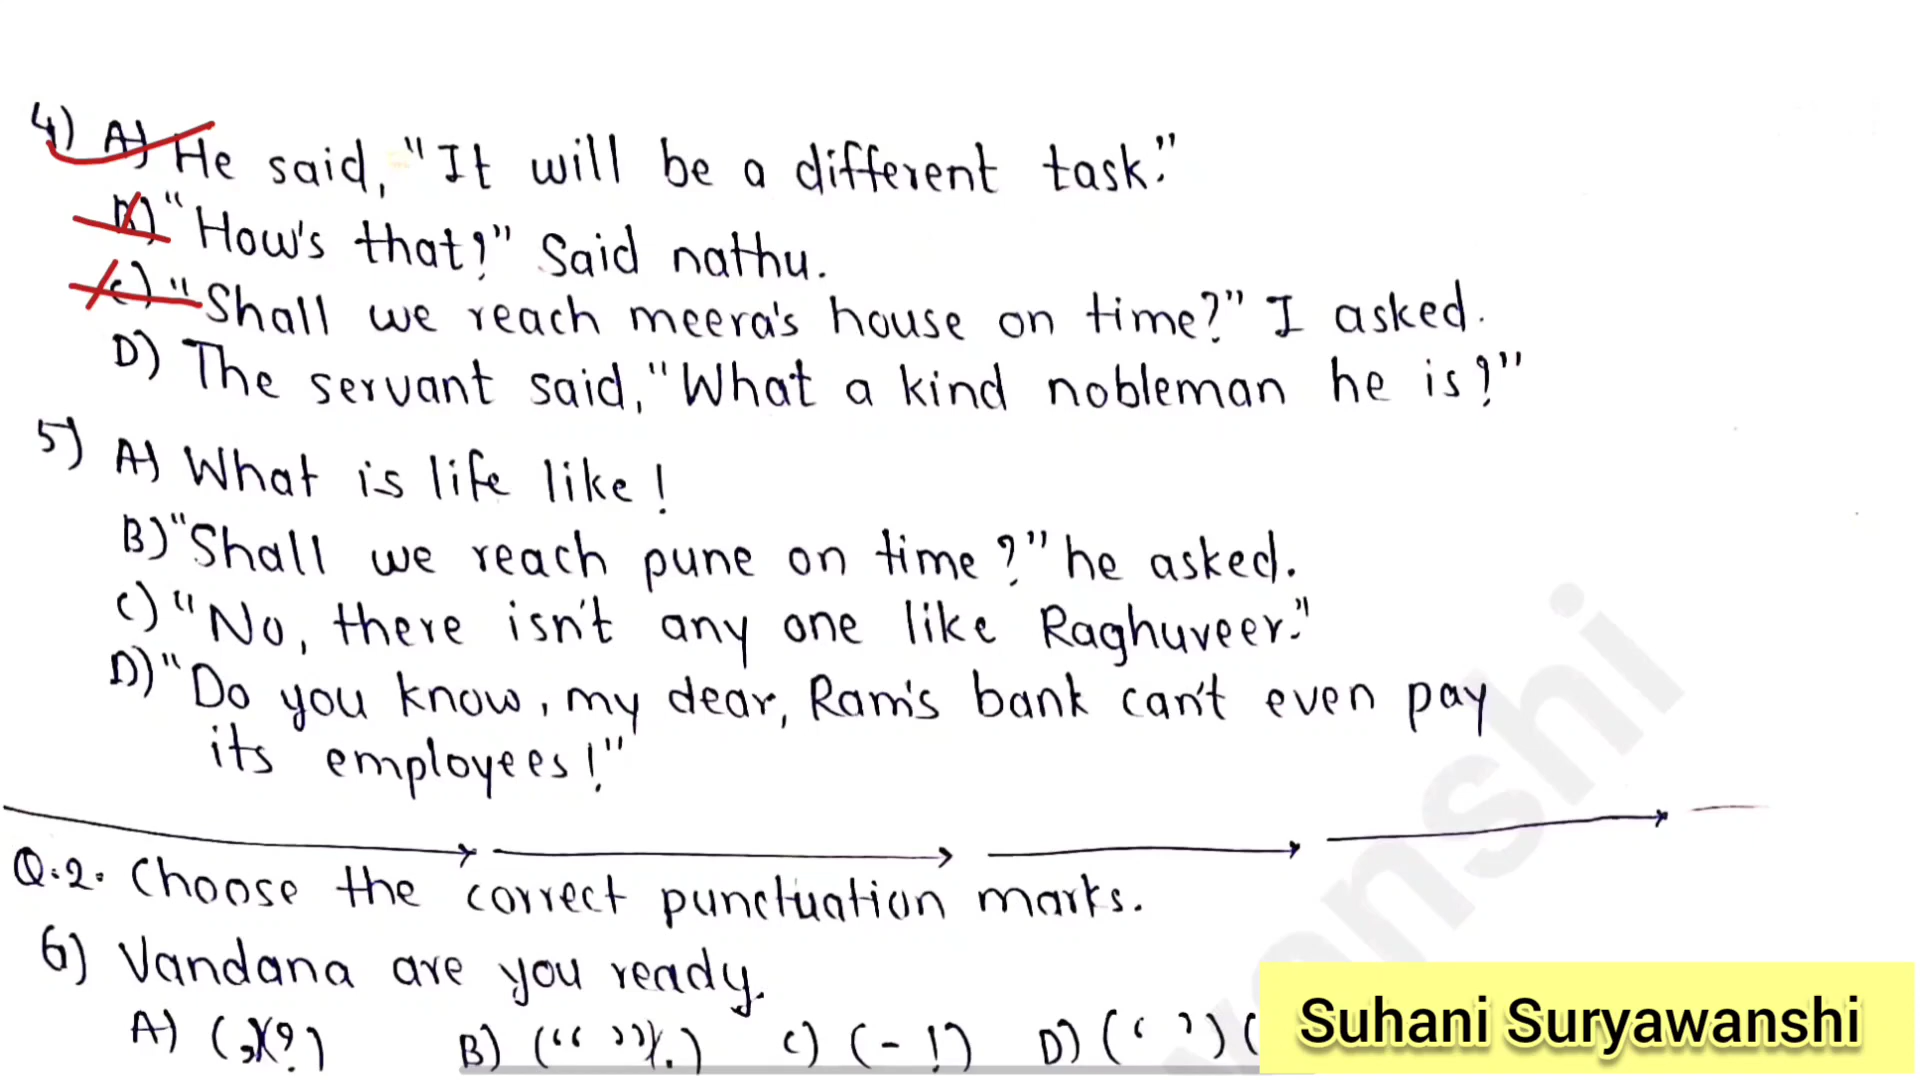 4) A) He said, "It will be a different task."
B) "How's that?" Said nathu.
C) "Shall we reach meera's house on time?" I asked.
D) The servant said, "What a kind nobleman he is?"
5) A) What is life like!
B) "Shall we reach pune on time?" he asked.
C) "No, there isn't any one like Raghuveer."
D) "Do you know, my dear, Ram's bank can't even pay
its employees!"
Q.2. Choose the correct punctuation marks.
6) Vandana are you ready.
A) (,)(?) B) (“ ”)(.) C) (- !) D) (‘ ’) (
Suhani Suryawanshi